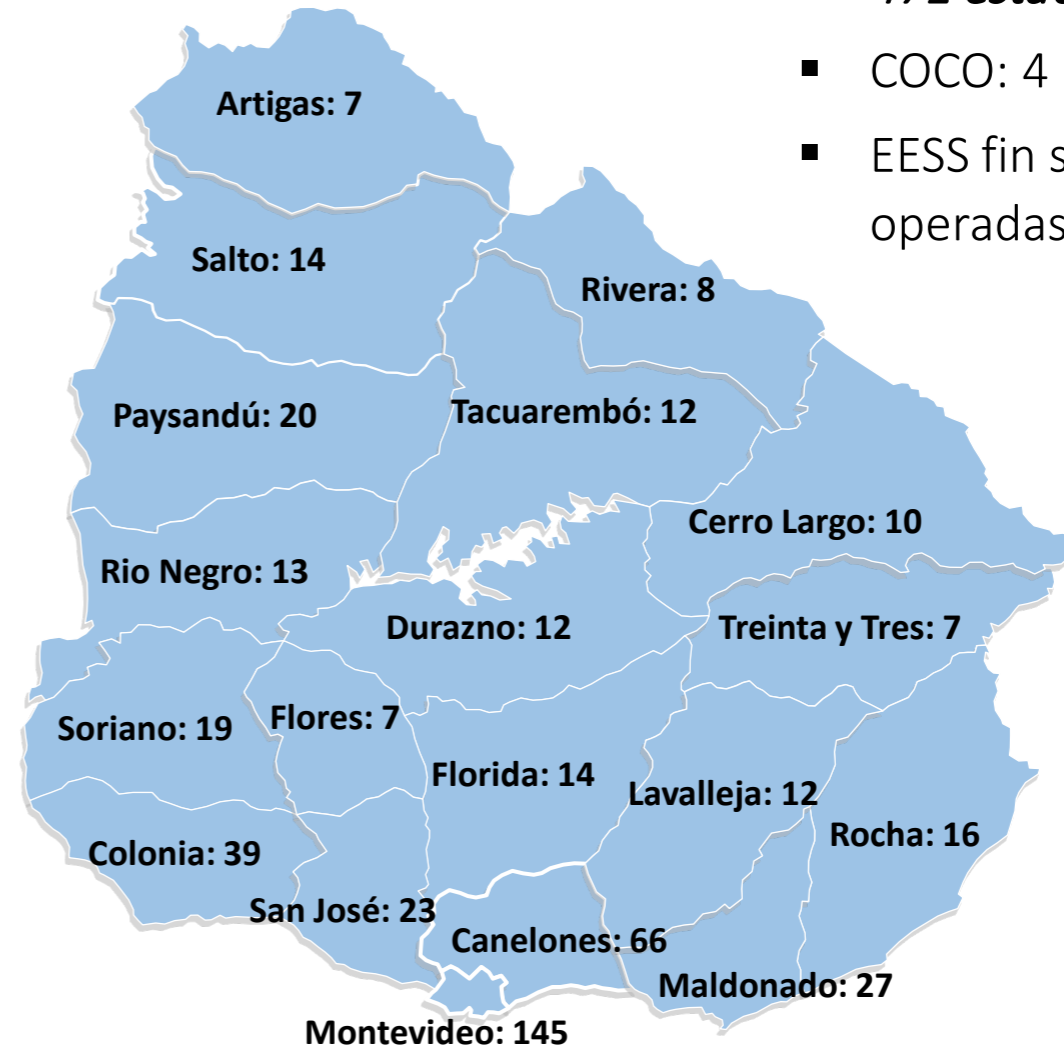 COCO: 4
EESS fin s
operadas
Artigas: 7
Salto: 14
Rivera: 8
Paysandú: 20
Tacuarembó: 12
Cerro Largo: 10
Rio Negro: 13
Durazno: 12
Treinta y Tres: 7
Soriano: 19
Flores: 7
Florida: 14
Lavalleja: 12
Rocha: 16
Colonia: 39
San José: 23
Canelones: 66
Maldonado: 27
Montevideo: 145